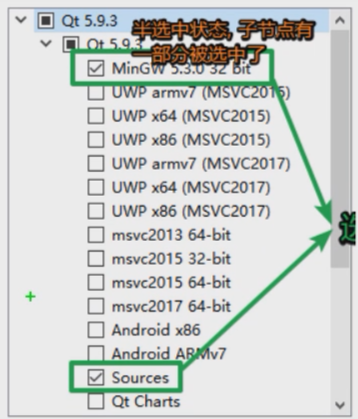 Qt 5.9.3
Qt 5.9.3
半选中状态, 子节点有
一部分被选中了
MinGW 5.3.0 32 bit
UWP armv7 (MSVC2015)
UWP x64 (MSVC2015)
UWP x86 (MSVC2015)
UWP armv7 (MSVC2017)
UWP x64 (MSVC2017)
UWP x86 (MSVC2017)
msvc2013 64-bit
msvc2015 32-bit
msvc2015 64-bit
msvc2017 64-bit
Android x86
Android ARMv7
Sources
Qt Charts